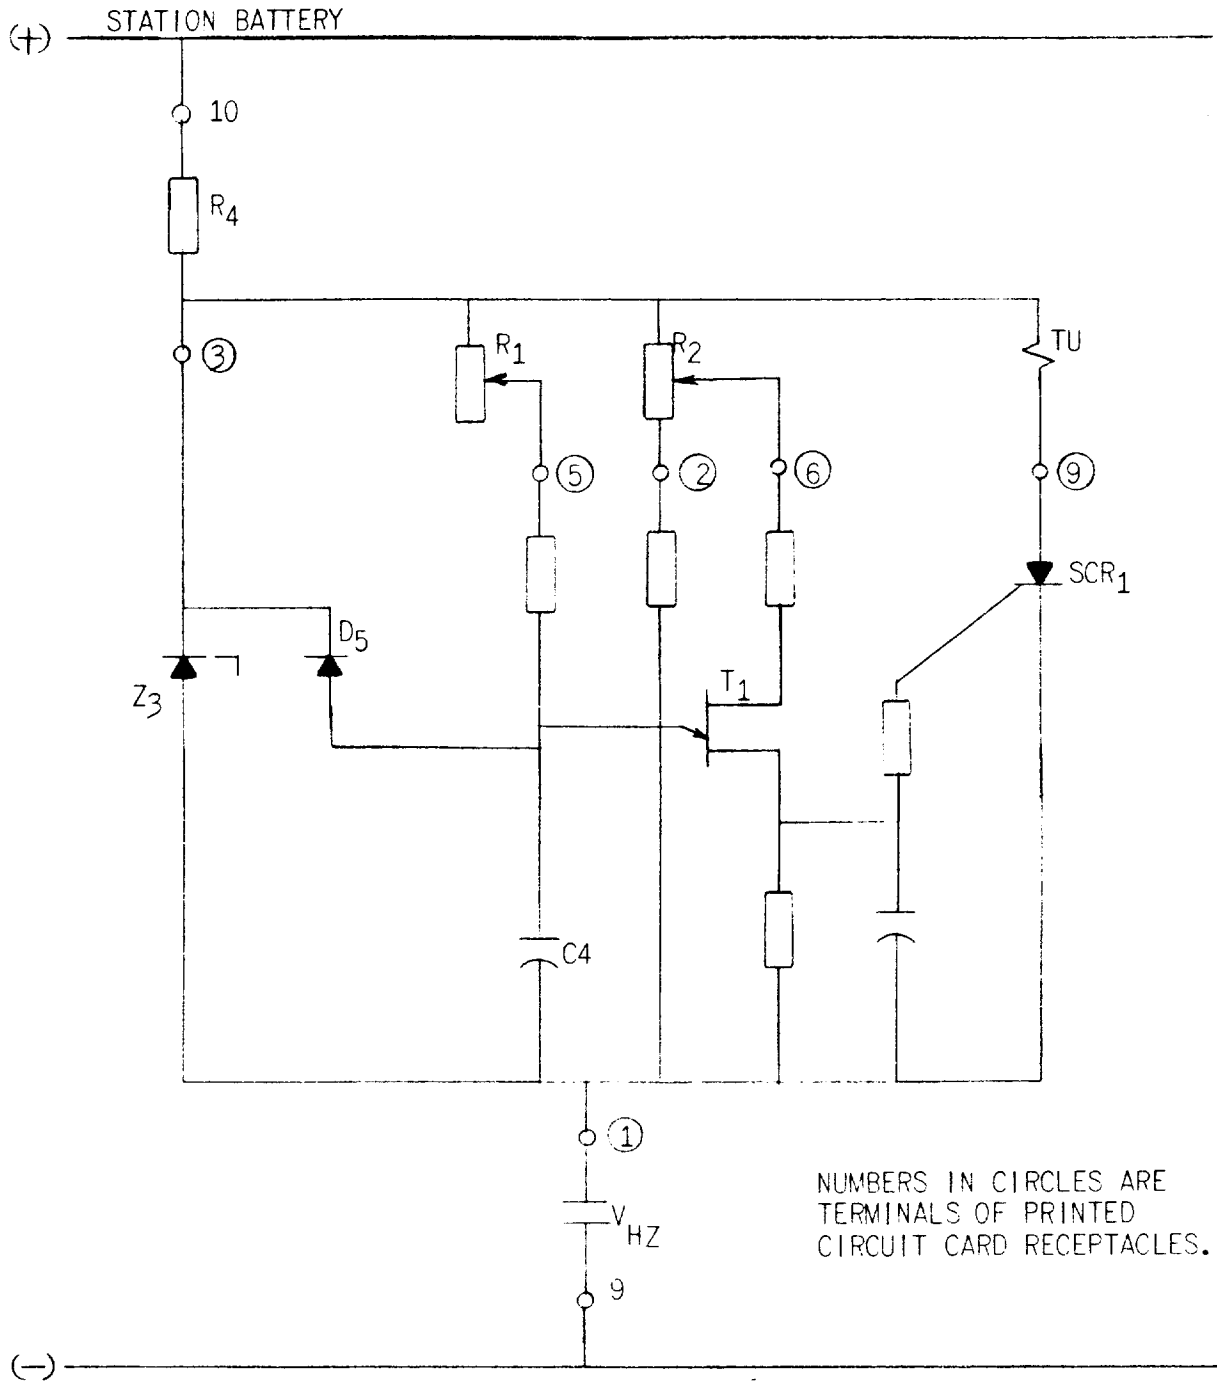 STATION BATTERY
(+)
10
R4
3
R1
R2
TU
5
2
6
9
SCR1
D5
Z3
T1
C4
1
VHZ
9
NUMBERS IN CIRCLES ARE
TERMINALS OF PRINTED
CIRCUIT CARD RECEPTACLES.
(-)